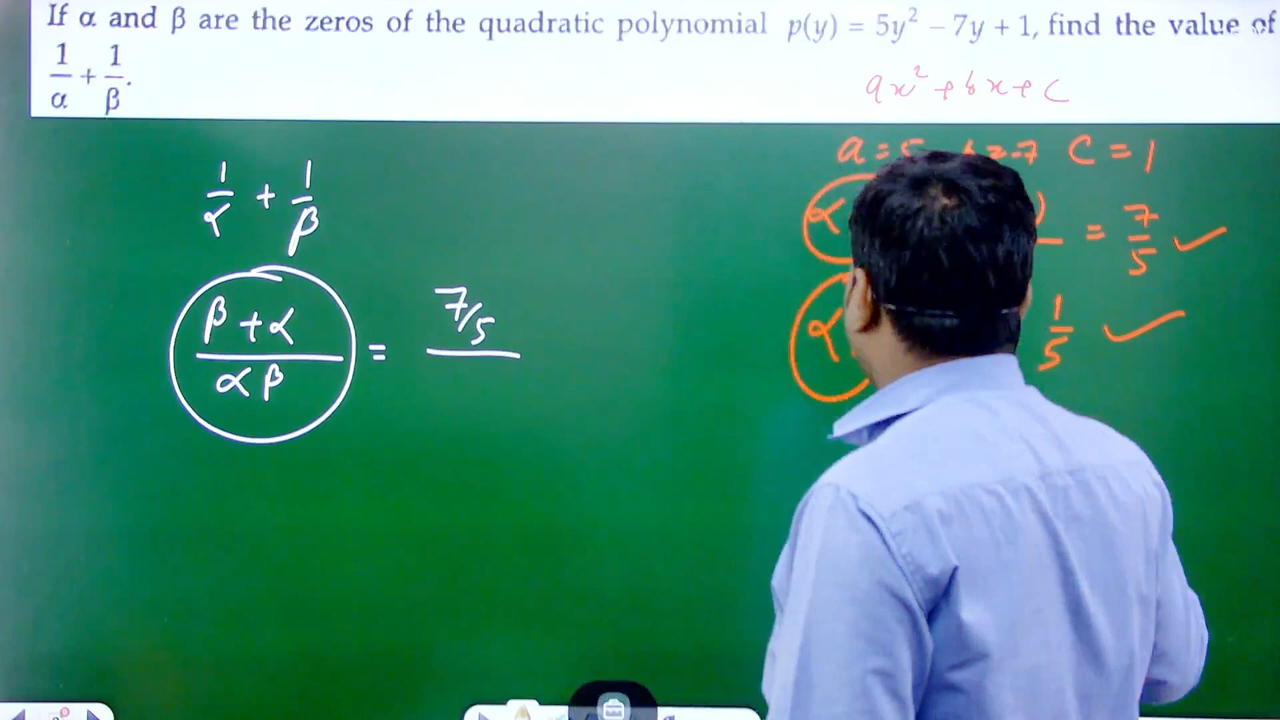 If α and β are the zeros of the quadratic polynomial p(y) = 5y² − 7y + 1, find the value of
1/α + 1/β.
ax² + bx + c
a = 5 b = -7 c = 1
1/α + 1/β
α = 7/5 ✓
(β + α)/(αβ) = 7/5
α 1/5 ✓